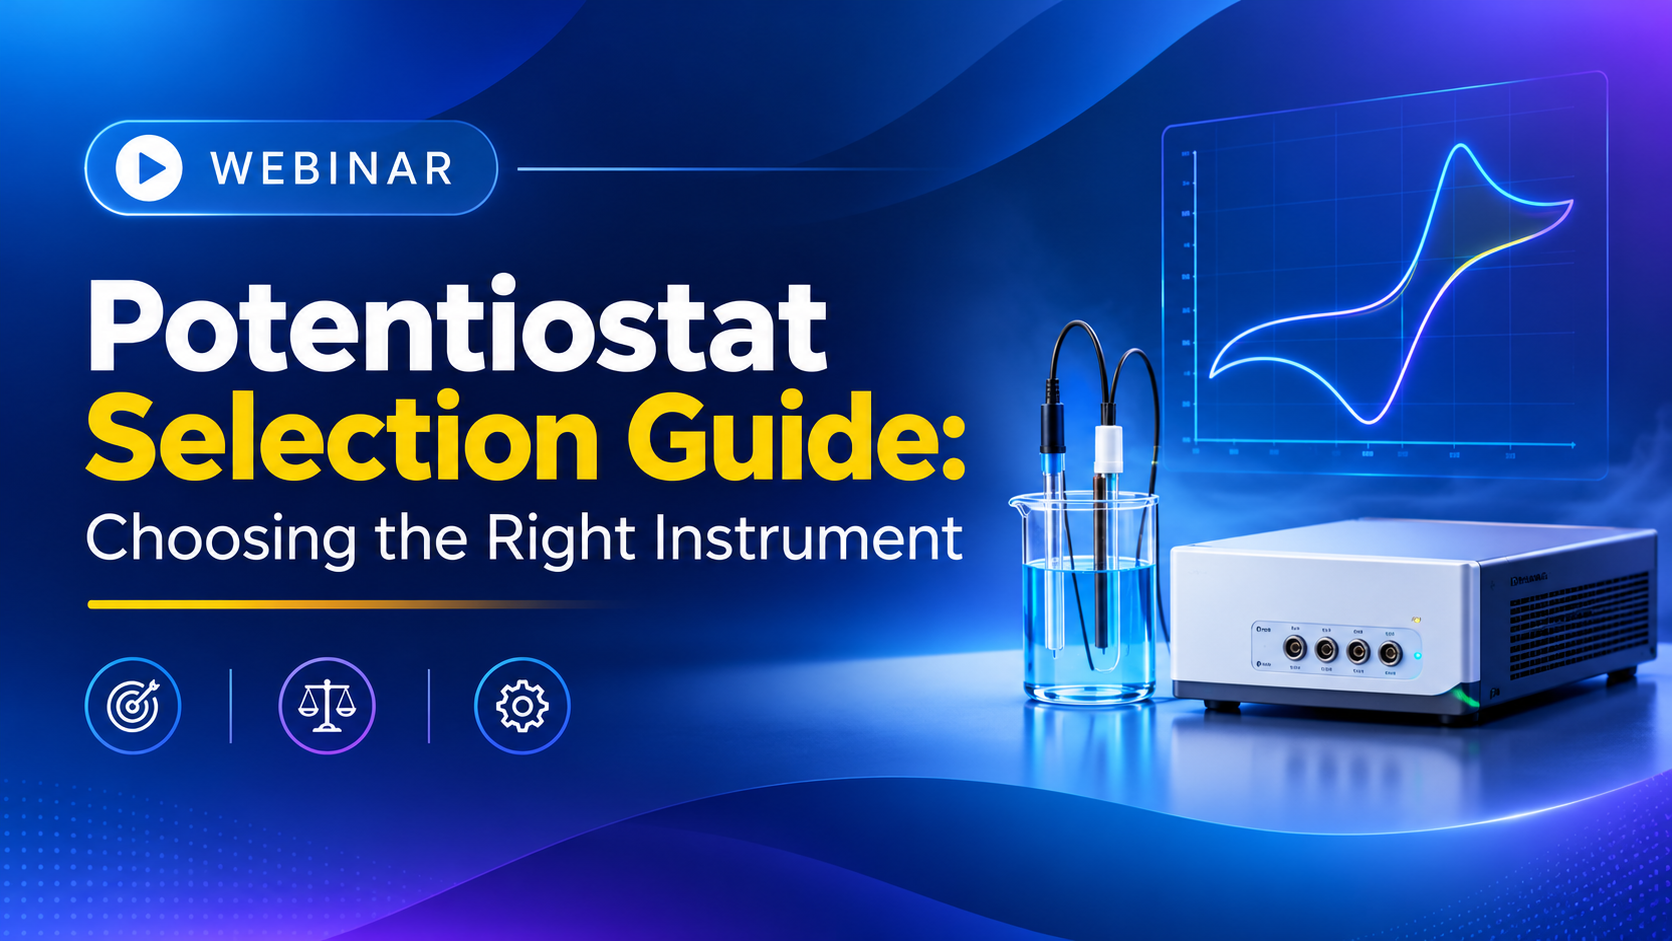 WEBINAR
Potentiostat
Selection Guide:
Choosing the Right Instrument